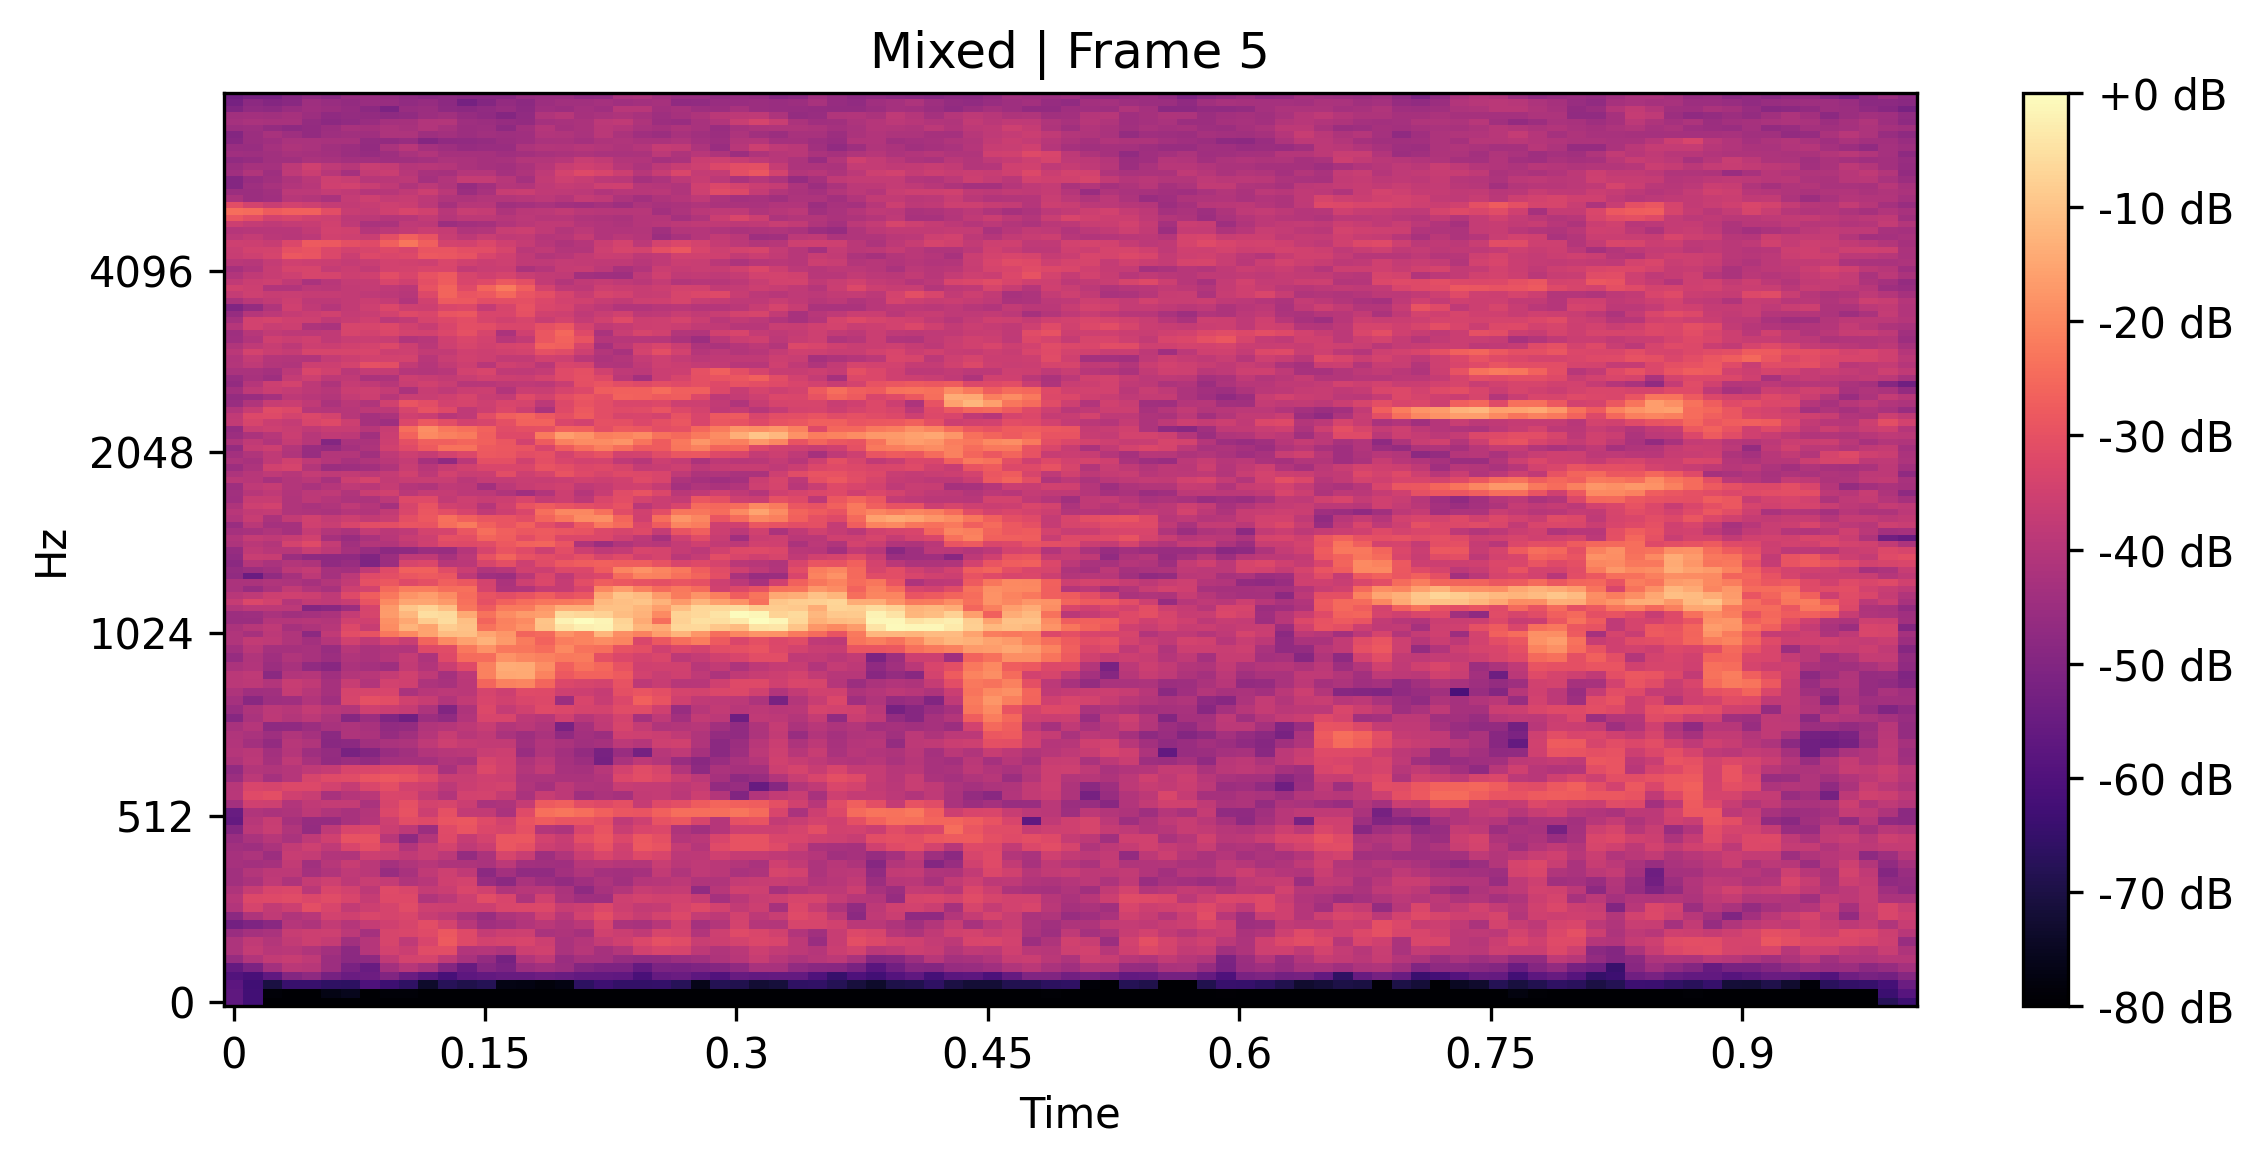 Mixed | Frame 5
+0 dB
-10 dB
-20 dB
-30 dB
-40 dB
-50 dB
-60 dB
-70 dB
-80 dB
Hz
4096
2048
1024
512
0
0 0.15 0.3 0.45 0.6 0.75 0.9
Time